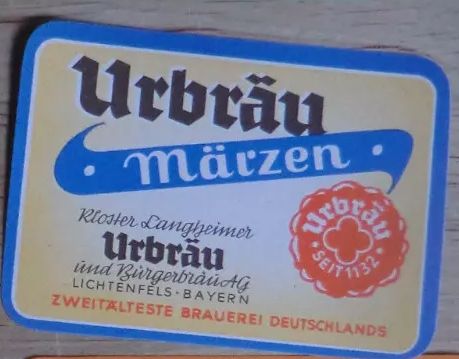 Urbräu
· Märzen ·
Kloster Langheimer
Urbräu
und Bürgerbräu AG
LICHTENFELS · BAYERN
Urbräu
· SEIT 1132 ·
ZWEITÄLTESTE BRAUEREI DEUTSCHLANDS